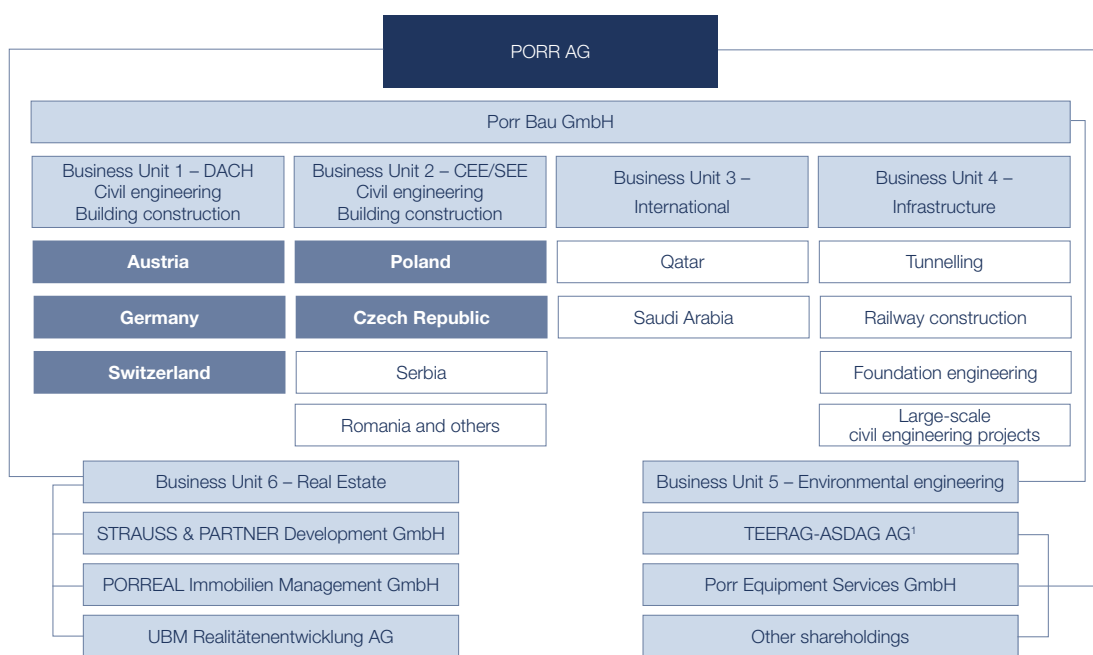 PORR AG
Porr Bau GmbH
Business Unit 1 – DACH
Civil engineering
Building construction
Business Unit 2 – CEE/SEE
Civil engineering
Building construction
Business Unit 3 –
International
Business Unit 4 –
Infrastructure
Austria
Poland
Qatar
Tunnelling
Germany
Czech Republic
Saudi Arabia
Railway construction
Switzerland
Serbia
Foundation engineering
Romania and others
Large-scale
civil engineering projects
Business Unit 6 – Real Estate
Business Unit 5 – Environmental engineering
STRAUSS & PARTNER Development GmbH
TEERAG-ASDAG AG¹
PORREAL Immobilien Management GmbH
Porr Equipment Services GmbH
UBM Realitätenentwicklung AG
Other shareholdings